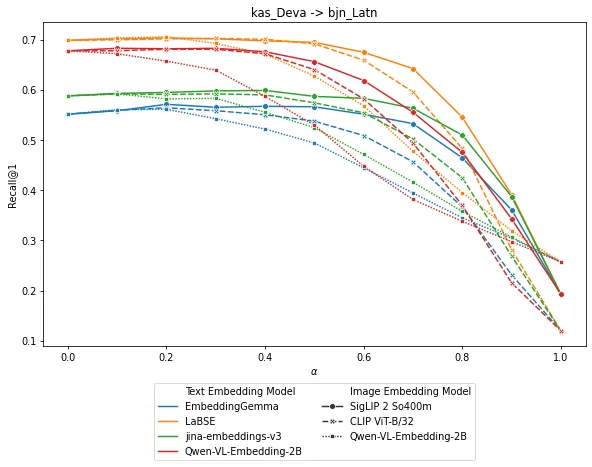 kas_Deva -> bjn_Latn
0.7
0.6
0.5
0.4
0.3
0.2
0.1
Recall@1
0.0 0.2 0.4 0.6 0.8 1.0
α
Text Embedding Model Image Embedding Model
EmbeddingGemma SigLIP 2 So400m
LaBSE CLIP ViT-B/32
jina-embeddings-v3 Qwen-VL-Embedding-2B
Qwen-VL-Embedding-2B